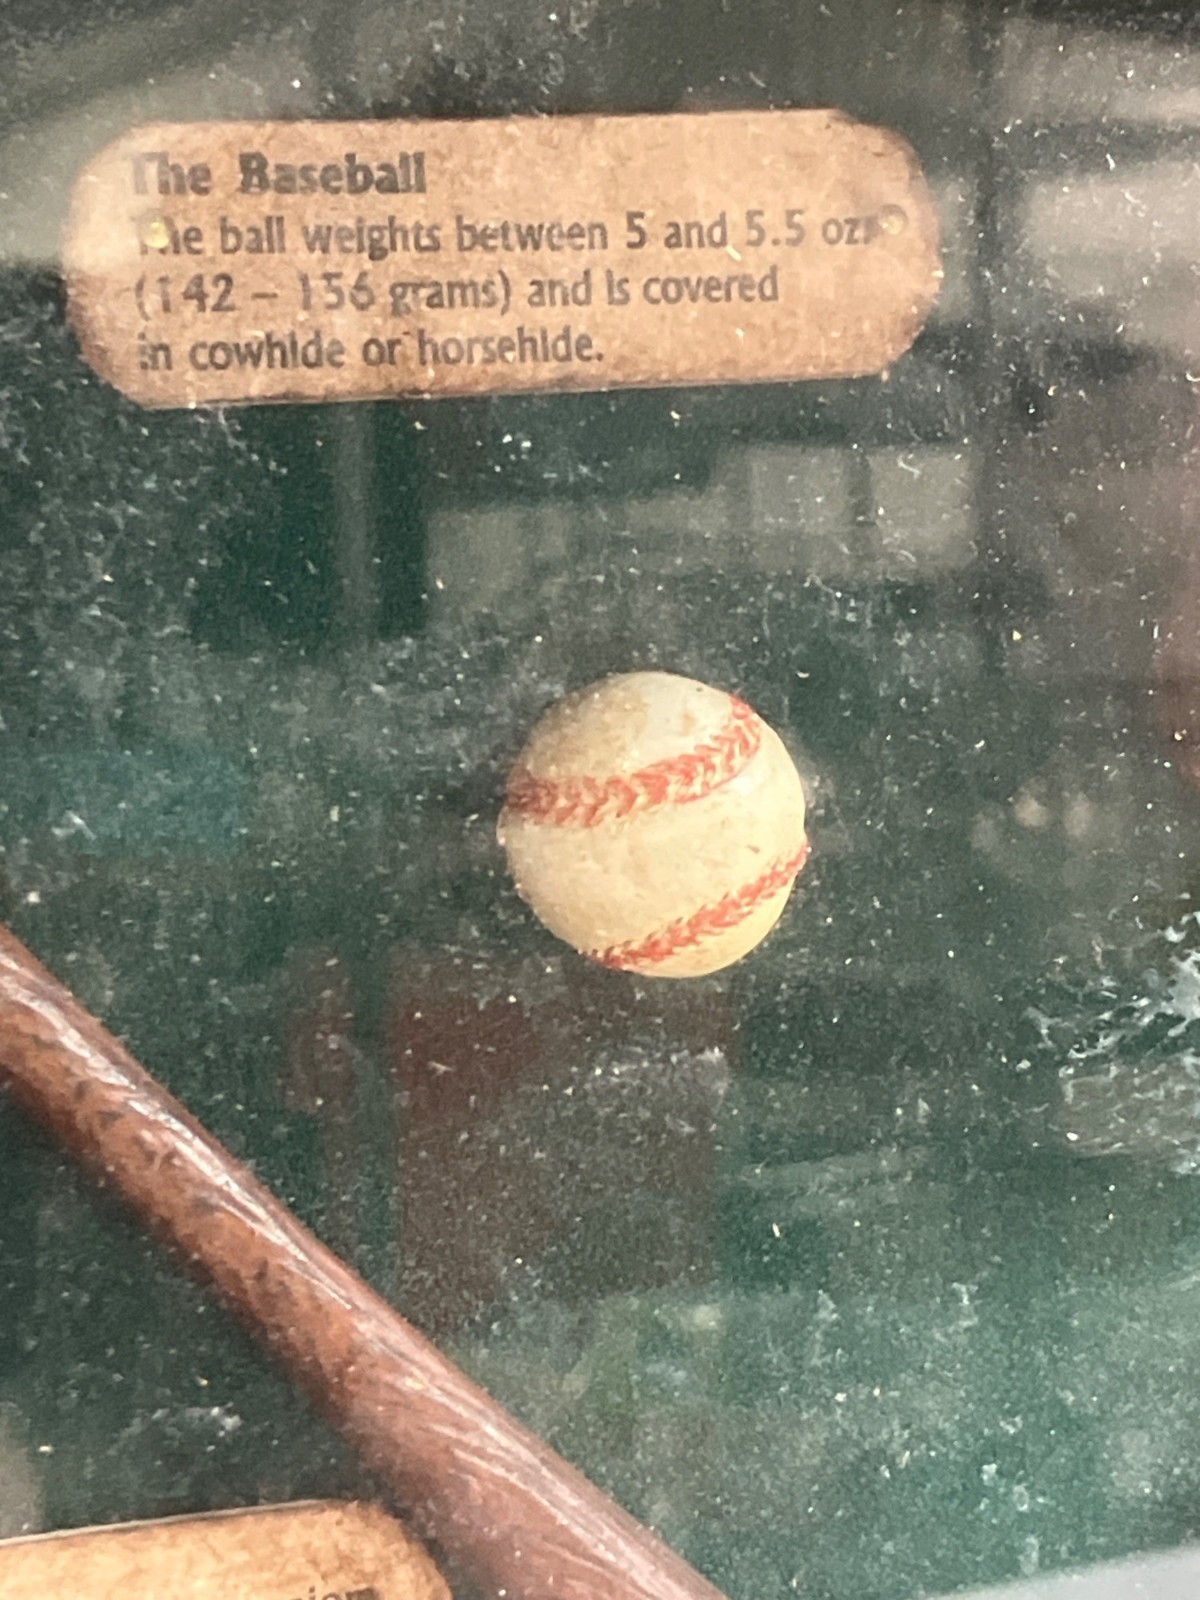 The Baseball
The ball weights between 5 and 5.5 ozs
(142 – 156 grams) and is covered
in cowhide or horsehide.